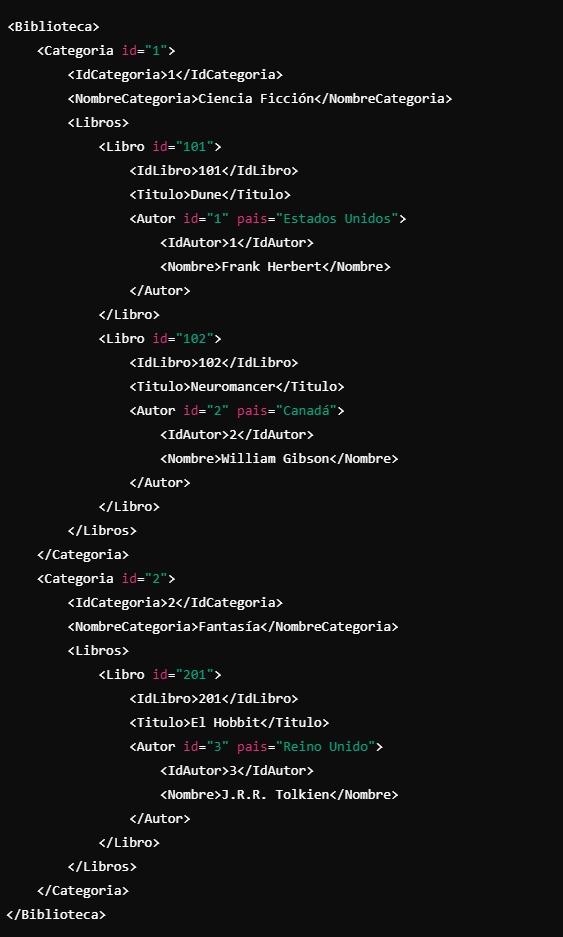 <Biblioteca>
<Categoria id="1">
<IdCategoria>1</IdCategoria>
<NombreCategoria>Ciencia Ficción</NombreCategoria>
<Libros>
<Libro id="101">
<IdLibro>101</IdLibro>
<Titulo>Dune</Titulo>
<Autor id="1" pais="Estados Unidos">
<IdAutor>1</IdAutor>
<Nombre>Frank Herbert</Nombre>
</Autor>
</Libro>
<Libro id="102">
<IdLibro>102</IdLibro>
<Titulo>Neuromancer</Titulo>
<Autor id="2" pais="Canadá">
<IdAutor>2</IdAutor>
<Nombre>William Gibson</Nombre>
</Autor>
</Libro>
</Libros>
</Categoria>
<Categoria id="2">
<IdCategoria>2</IdCategoria>
<NombreCategoria>Fantasía</NombreCategoria>
<Libros>
<Libro id="201">
<IdLibro>201</IdLibro>
<Titulo>El Hobbit</Titulo>
<Autor id="3" pais="Reino Unido">
<IdAutor>3</IdAutor>
<Nombre>J.R.R. Tolkien</Nombre>
</Autor>
</Libro>
</Libros>
</Categoria>
</Biblioteca>